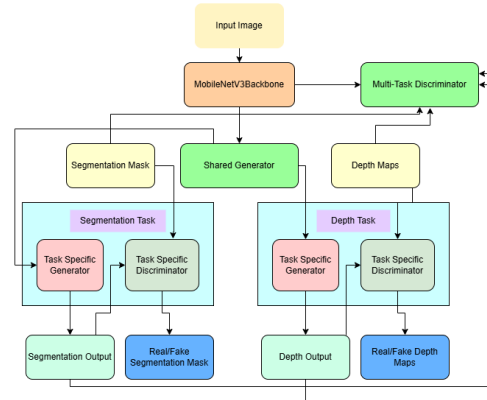 Input Image
MobileNetV3Backbone
Multi-Task Discriminator
Segmentation Mask
Shared Generator
Depth Maps
Segmentation Task
Depth Task
Task Specific
Generator
Task Specific
Discriminator
Task Specific
Generator
Task Specific
Discriminator
Segmentation Output
Real/Fake
Segmentation Mask
Depth Output
Real/Fake Depth
Maps